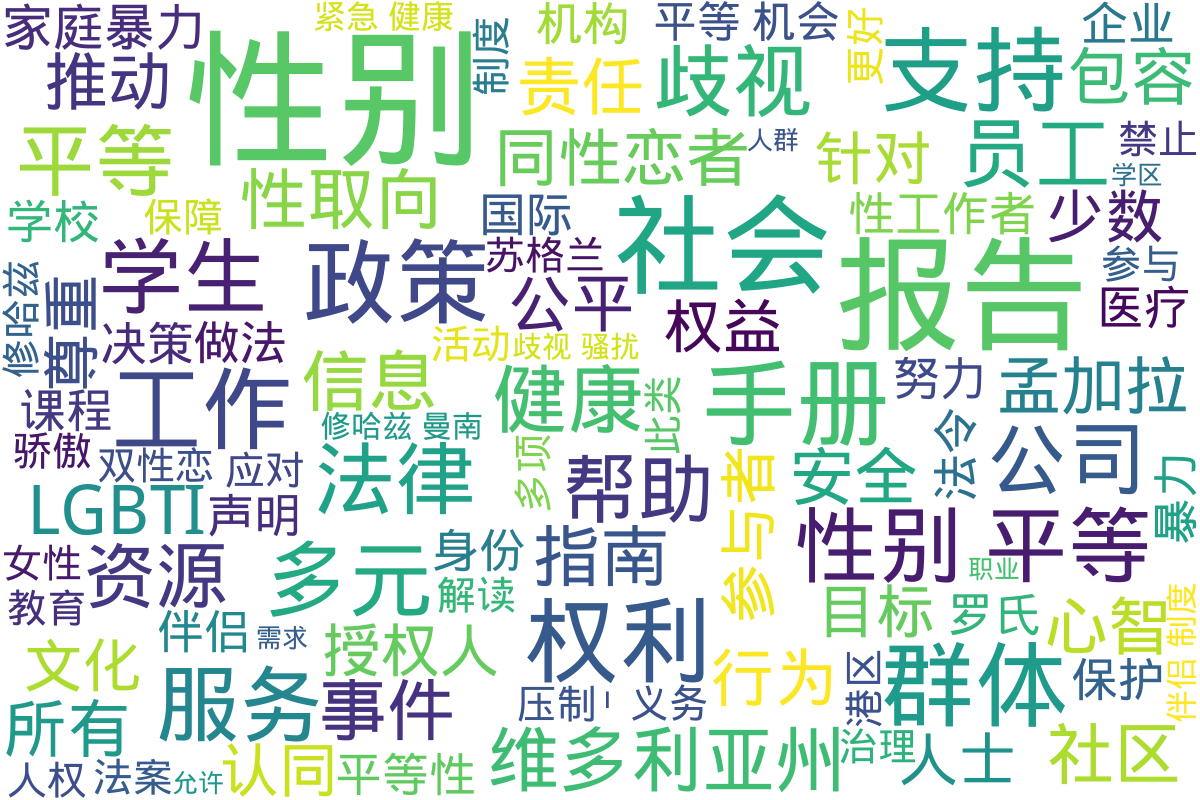 家庭暴力
紧急 健康
制度
机构
平等 机会
更好
企业
推动
性别
责任
歧视
支持
包容
平等
同性恋者
人群
针对
员工
禁止
学区
学校
保障
性取向
国际
社会
性工作者
少数
修哈兹
尊重
学生
政策
苏格兰
公平
权益
报告
参与
医疗
决策做法
活动
歧视 骚扰
课程
工作
信息
健康
此类
手册
努力
孟加拉
骄傲
双性恋
应对
修哈兹 曼南
法律
多项
帮助
参与者
安全
法令
公司
暴力
LGBTI
声明
女性
资源
多元
身份
指南
性别 平等
职业
教育
伴侣
需求
解读
权利
目标
罗氏
心智
伴侣 制度
文化
授权人
行为
港区
群体
保护
所有
服务
事件
压制
义务
人权
法案
允许
认同
平等性
维多利亚州
治理
人士
社区